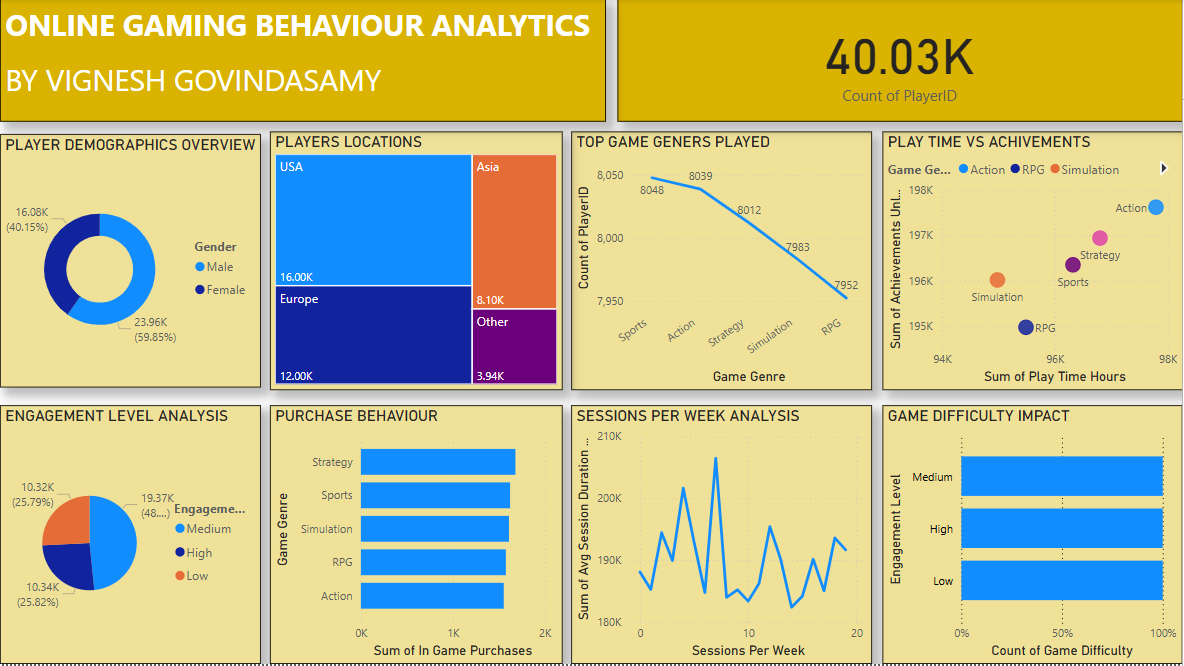 ONLINE GAMING BEHAVIOUR ANALYTICS
BY VIGNESH GOVINDASAMY
40.03K
Count of PlayerID
PLAYER DEMOGRAPHICS OVERVIEW
16.08K
(40.15%)
23.96K
(59.85%)
Gender
Male
Female
PLAYERS LOCATIONS
USA
16.00K
Europe
12.00K
Asia
8.10K
Other
3.94K
TOP GAME GENERS PLAYED
Count of PlayerID
8,050
8,000
7,950
8048
8039
8012
7983
7952
Sports
Action
Strategy
Simulation
RPG
Game Genre
PLAY TIME VS ACHIVEMENTS
Game Ge... Action RPG Simulation
Sum of Achievements Unl...
198K
197K
196K
195K
Action
Strategy
Sports
Simulation
RPG
94K 96K 98K
Sum of Play Time Hours
ENGAGEMENT LEVEL ANALYSIS
10.32K
(25.79%)
19.37K
(48....)
10.34K
(25.82%)
Engageme...
Medium
High
Low
PURCHASE BEHAVIOUR
Game Genre
Strategy
Sports
Simulation
RPG
Action
0K 1K 2K
Sum of In Game Purchases
SESSIONS PER WEEK ANALYSIS
Sum of Avg Session Duration ...
210K
200K
190K
180K
0 10 20
Sessions Per Week
GAME DIFFICULTY IMPACT
Engagement Level
Medium
High
Low
0% 50% 100%
Count of Game Difficulty